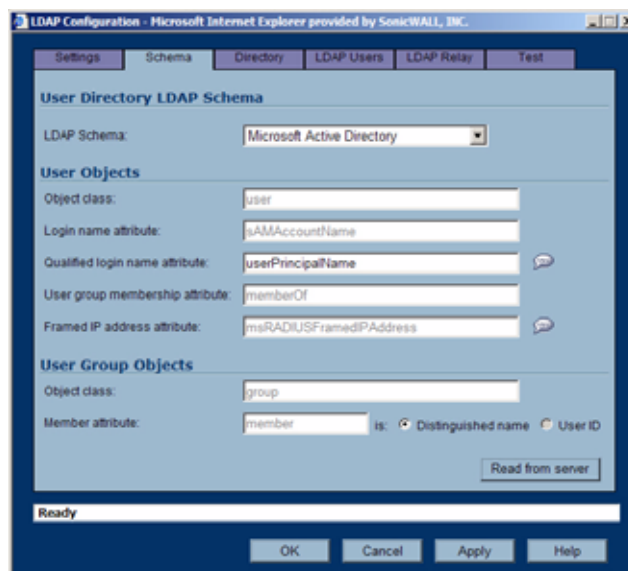 LDAP Configuration - Microsoft Internet Explorer provided by SonicWALL, INC.
Settings Schema Directory LDAP Users LDAP Relay Test
User Directory LDAP Schema
LDAP Schema: Microsoft Active Directory
User Objects
Object class: user
Login name attribute: sAMAccountName
Qualified login name attribute: userPrincipalName
User group membership attribute: memberOf
Framed IP address attribute: msRADIUSFramedIPAddress
User Group Objects
Object class: group
Member attribute: member is: Distinguished name User ID
Read from server
Ready
OK Cancel Apply Help